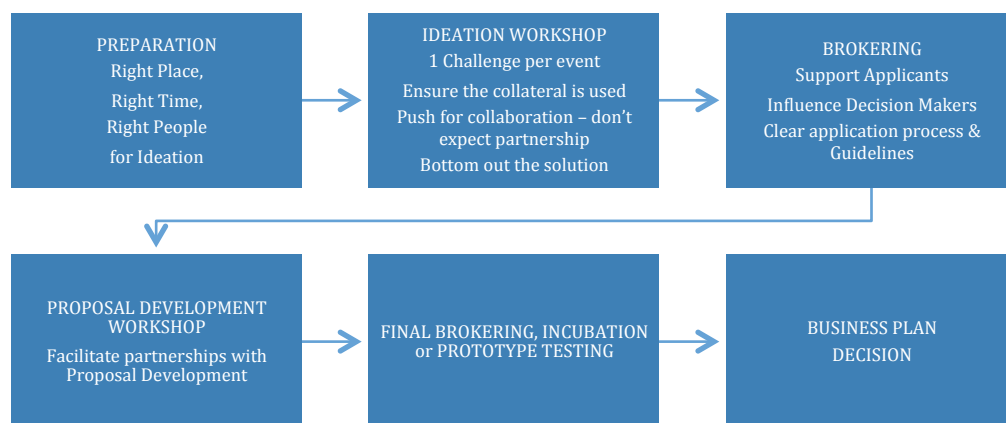 PREPARATION
Right Place,
Right Time,
Right People
for Ideation
IDEATION WORKSHOP
1 Challenge per event
Ensure the collateral is used
Push for collaboration – don’t
expect partnership
Bottom out the solution
BROKERING
Support Applicants
Influence Decision Makers
Clear application process &
Guidelines
PROPOSAL DEVELOPMENT
WORKSHOP
Facilitate partnerships with
Proposal Development
FINAL BROKERING, INCUBATION
or PROTOTYPE TESTING
BUSINESS PLAN
DECISION